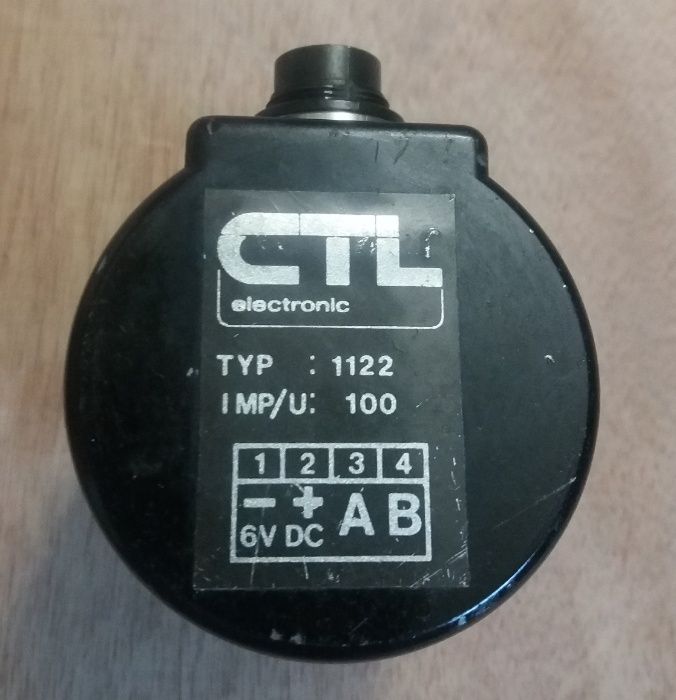 CTL
electronic
TYP : 1122
IMP/U: 100
1 2 3 4
- + A B
6V DC